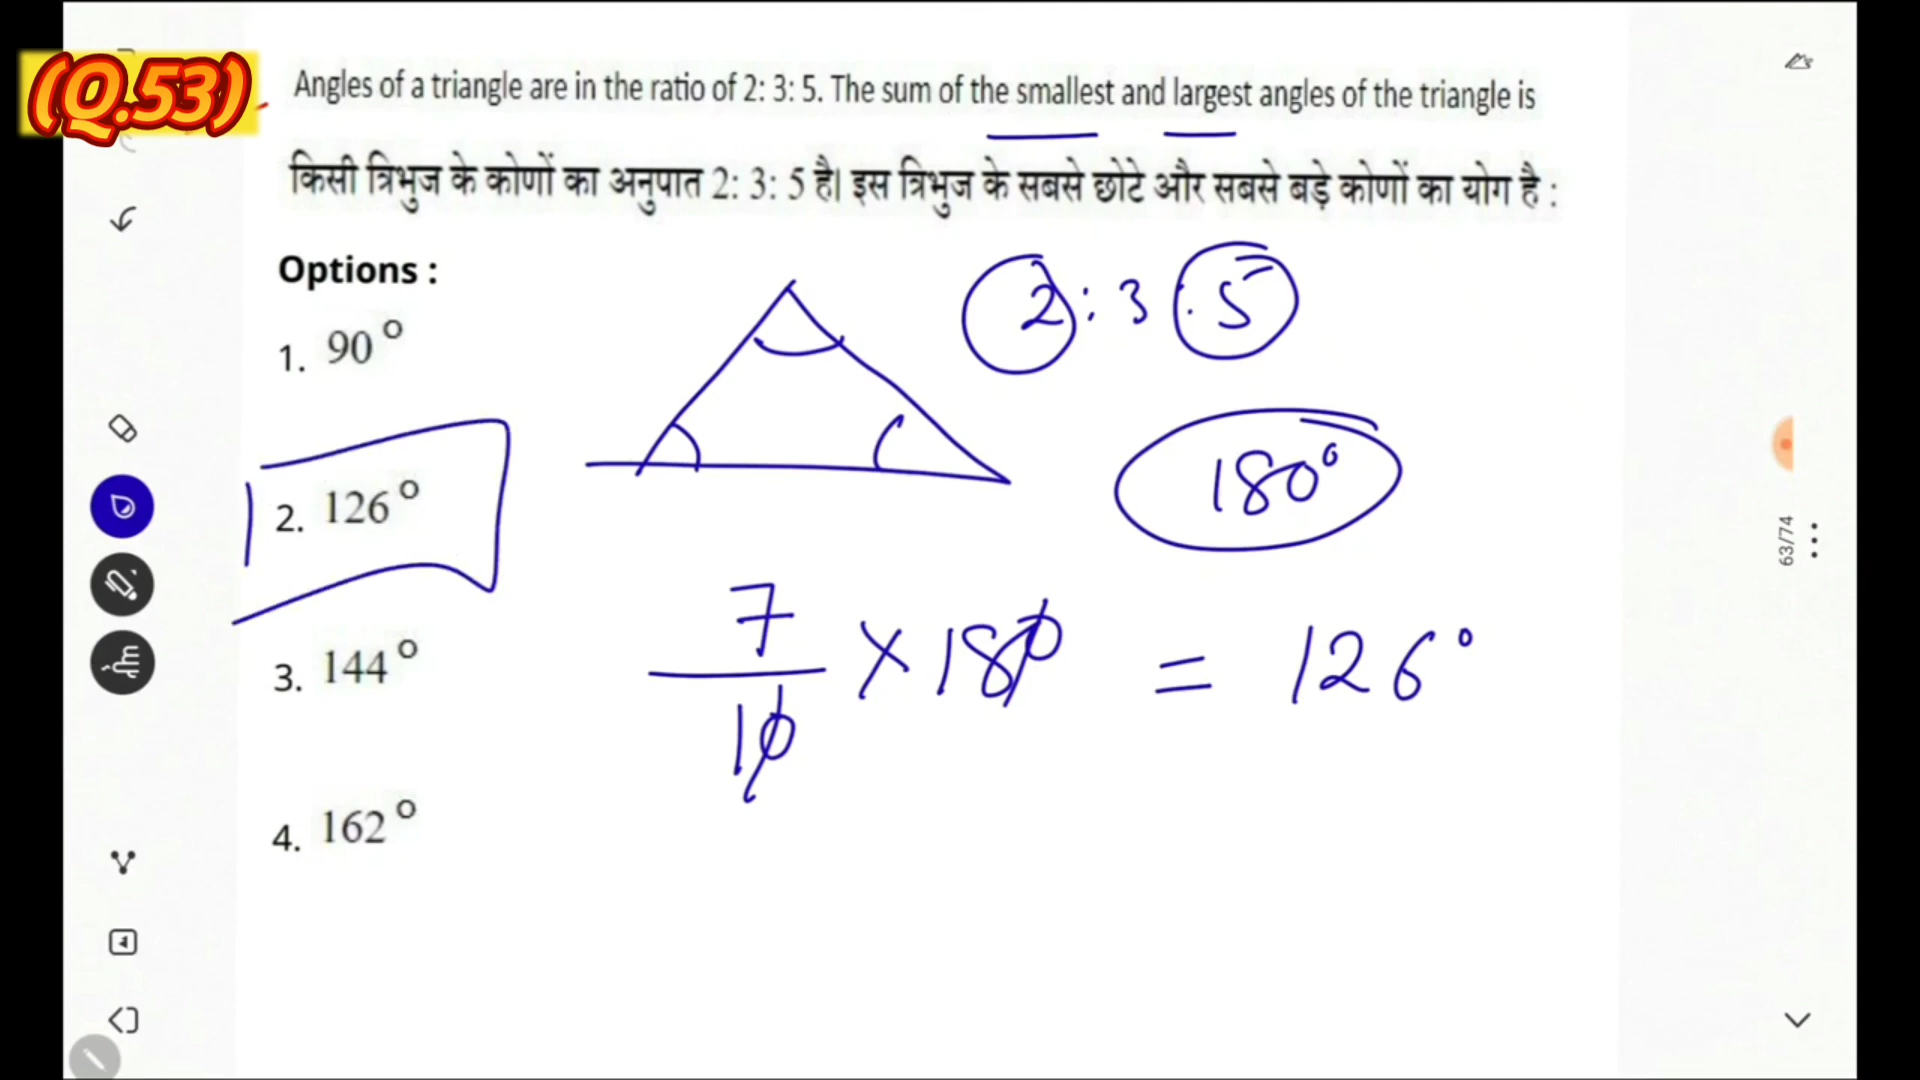 (Q.53)
Angles of a triangle are in the ratio of 2: 3: 5. The sum of the smallest and largest angles of the triangle is
किसी त्रिभुज के कोणों का अनुपात 2: 3: 5 है। इस त्रिभुज के सबसे छोटे और सबसे बड़े कोणों का योग है :
Options :
2 : 3 : 5
1. 90°
180°
2. 126°
7
── × 180 = 126°
10
3. 144°
4. 162°
63/74